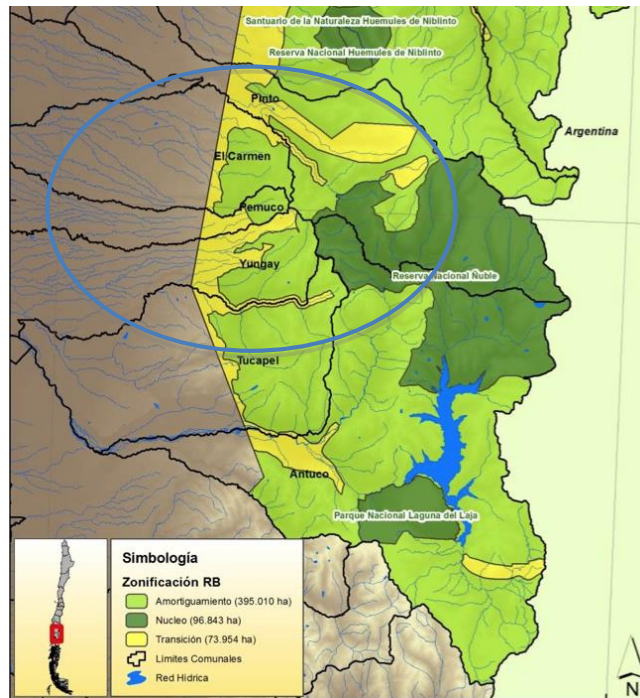 Santuario de la Naturaleza Huemules de Niblinto
Reserva Nacional Huemules de Niblinto
Pinto
Argentina
El Carmen
Pemuco
Yungay
Reserva Nacional Ñuble
Tucapel
Antuco
Parque Nacional Laguna del Laja
Simbología
Zonificación RB
Amortiguamiento (395.010 ha)
Nucleo (96.843 ha)
Transición (73.954 ha)
Limites Comunales
Red Hídrica
N